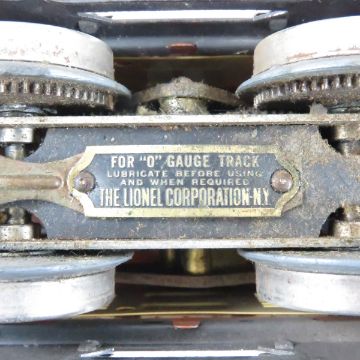 FOR "O" GAUGE TRACK
LUBRICATE BEFORE USING
AND WHEN REQUIRED
THE LIONEL CORPORATION·N.Y.